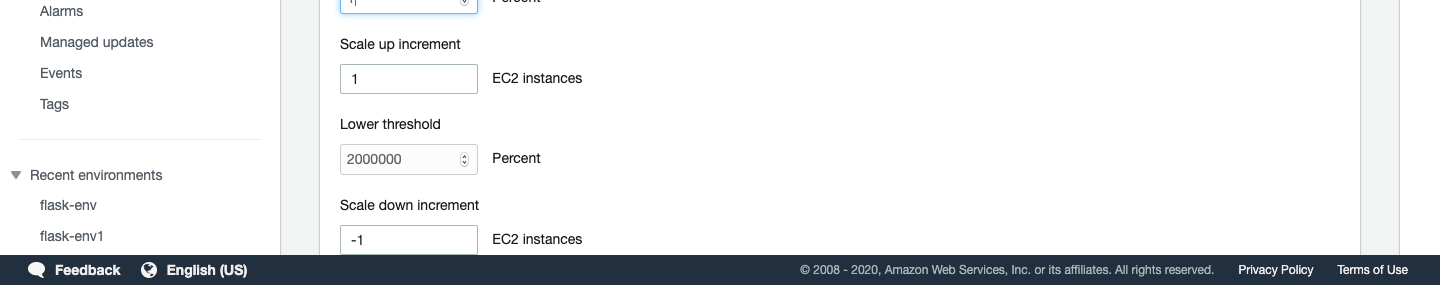 Alarms
Managed updates
Events
Tags
Recent environments
flask-env
flask-env1
Scale up increment
1 EC2 instances
Lower threshold
2000000 Percent
Scale down increment
-1 EC2 instances
Feedback English (US) © 2008 - 2020, Amazon Web Services, Inc. or its affiliates. All rights reserved. Privacy Policy Terms of Use